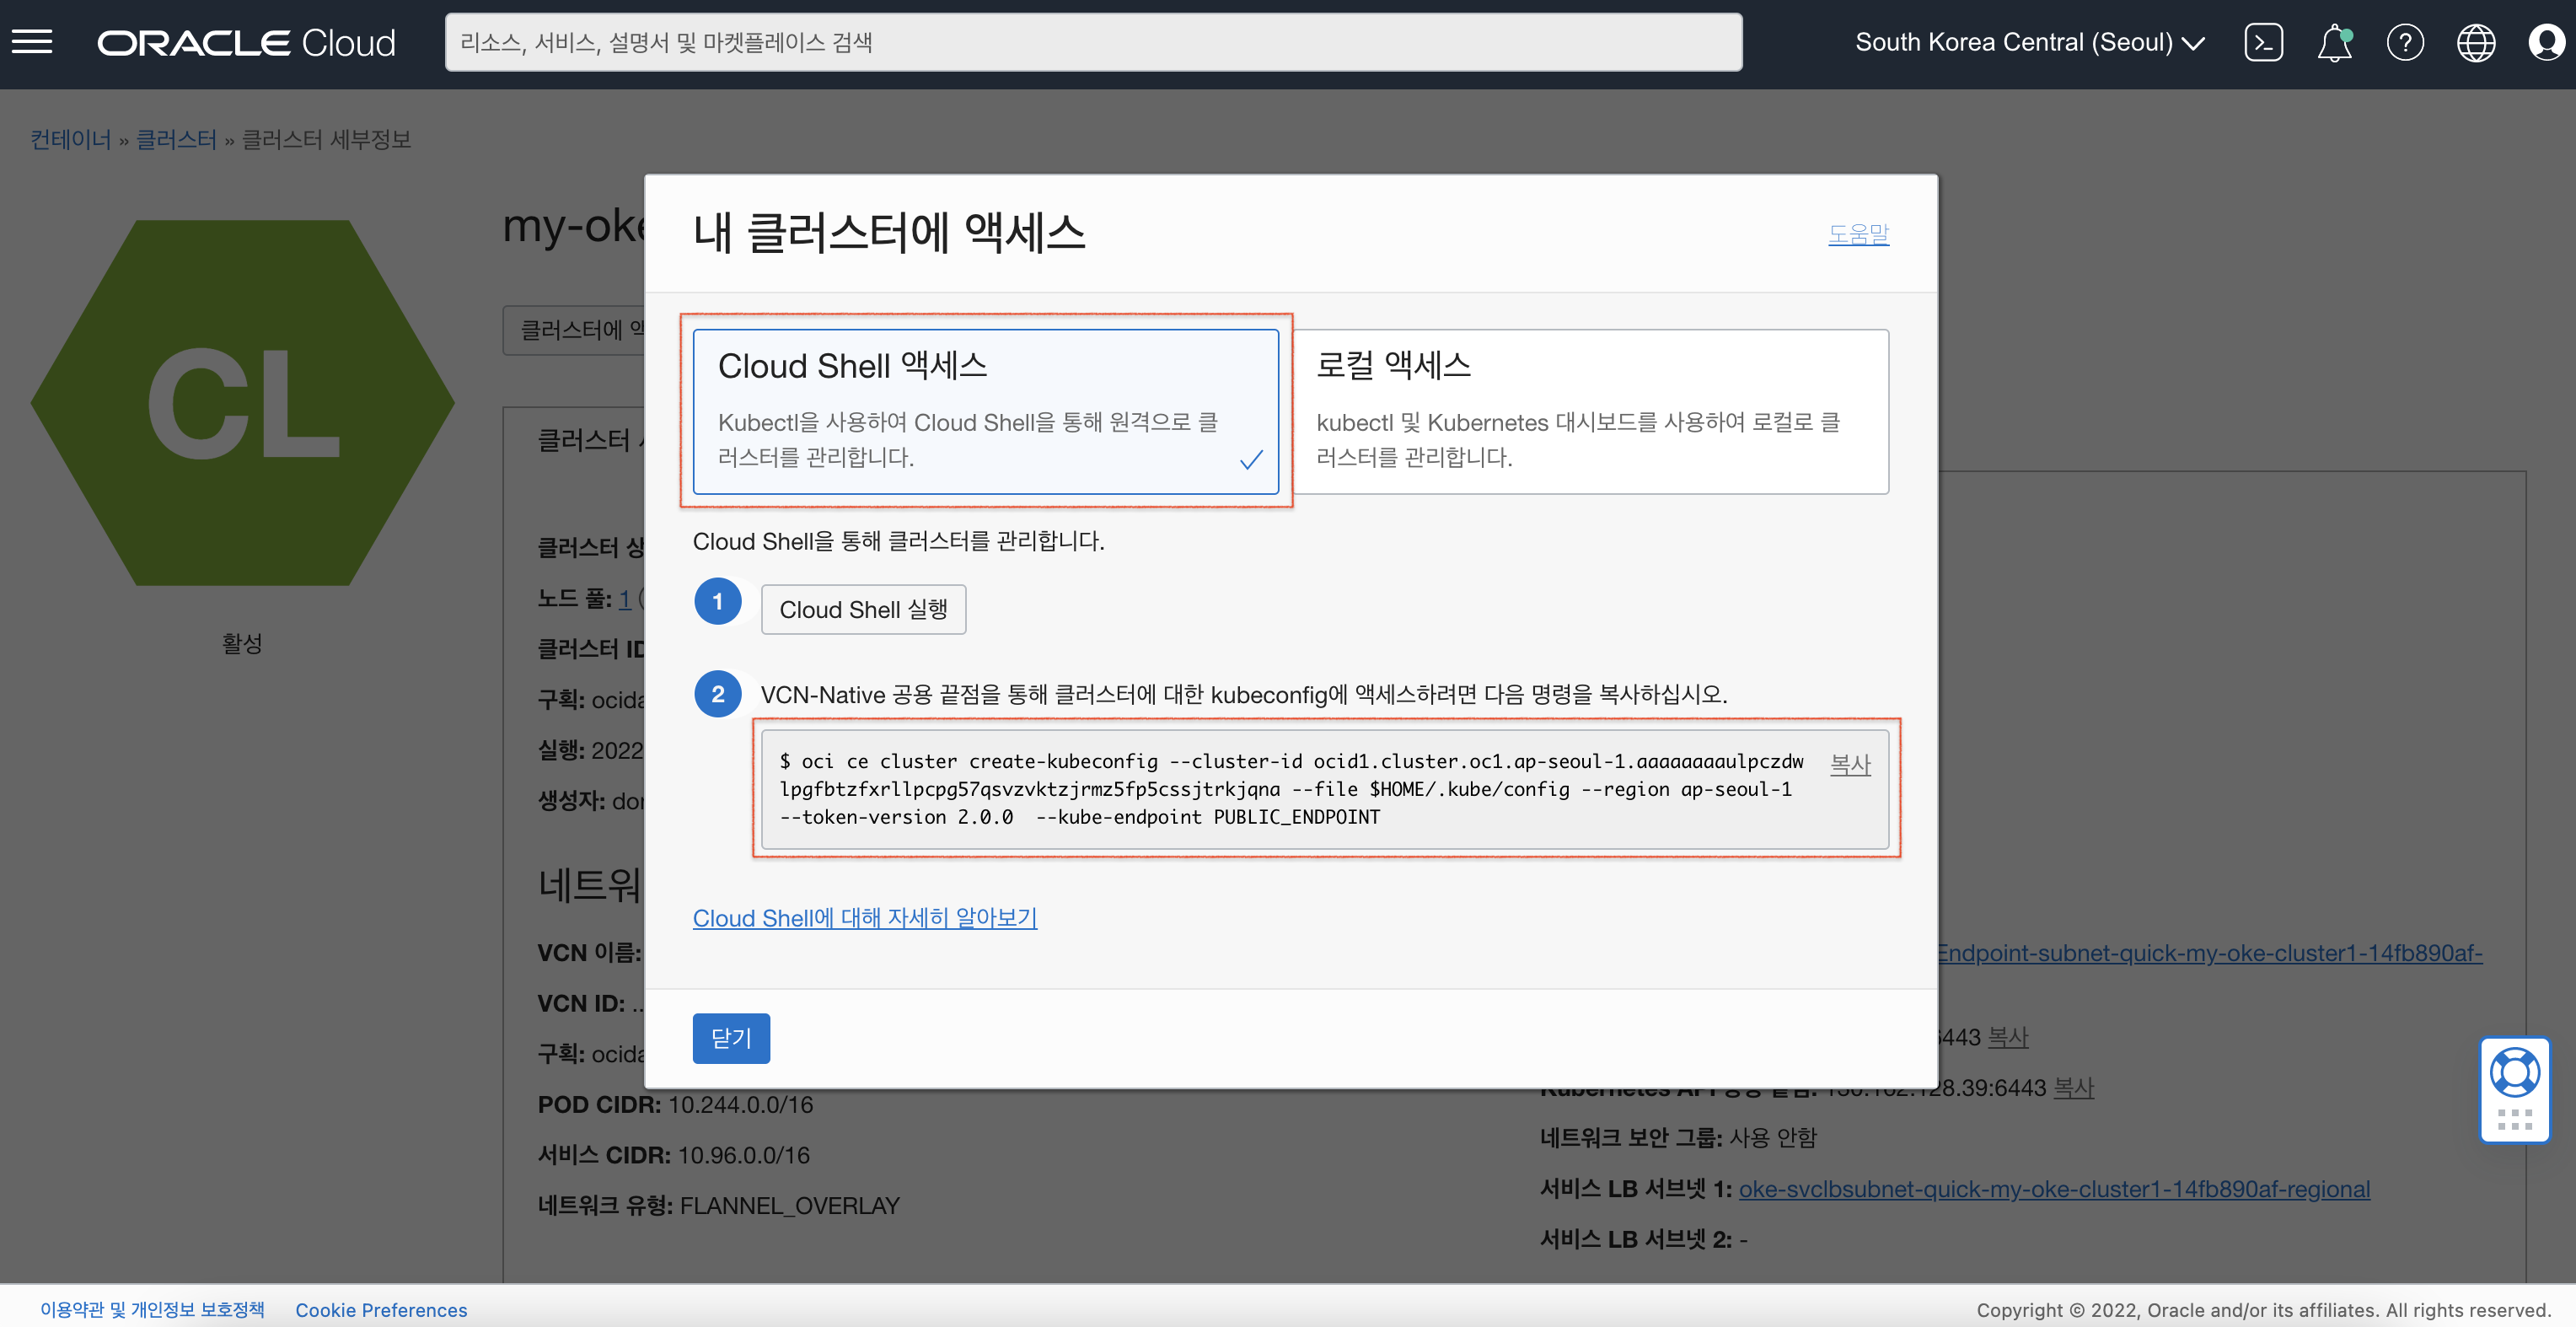 ORACLE Cloud
리소스, 서비스, 설명서 및 마켓플레이스 검색
South Korea Central (Seoul)
컨테이너 » 클러스터 » 클러스터 세부정보
CL
활성
my-oke
클러스터에
클러스터
클러스터
노드 풀: 1
클러스터 ID
구획: ocid
실행: 2022
생성자:
네트워
VCN 이름:
VCN ID: ..
구획: ocid
POD CIDR: 10.244.0.0/16
서비스 CIDR: 10.96.0.0/16
네트워크 유형: FLANNEL_OVERLAY
내 클러스터에 액세스
도움말
Cloud Shell 액세스
Kubectl을 사용하여 Cloud Shell을 통해 원격으로 클
러스터를 관리합니다.
로컬 액세스
kubectl 및 Kubernetes 대시보드를 사용하여 로컬로 클
러스터를 관리합니다.
Cloud Shell을 통해 클러스터를 관리합니다.
1 Cloud Shell 실행
2 VCN-Native 공용 끝점을 통해 클러스터에 대한 kubeconfig에 액세스하려면 다음 명령을 복사하십시오.
$ oci ce cluster create-kubeconfig --cluster-id ocid1.cluster.oc1.ap-seoul-1.aaaaaaaaulpczdw
lpgfbtzfxrllpcpg57qsvzvktzjrmz5fp5cssjtrkjqna --file $HOME/.kube/config --region ap-seoul-1
--token-version 2.0.0  --kube-endpoint PUBLIC_ENDPOINT
복사
Cloud Shell에 대해 자세히 알아보기
닫기
Endpoint-subnet-quick-my-oke-cluster1-14fb890af-
6443 복사
28.39:6443 복사
네트워크 보안 그룹: 사용 안함
서비스 LB 서브넷 1: oke-svclbsubnet-quick-my-oke-cluster1-14fb890af-regional
서비스 LB 서브넷 2: -
이용약관 및 개인정보 보호정책 Cookie Preferences
Copyright © 2022, Oracle and/or its affiliates. All rights reserved.